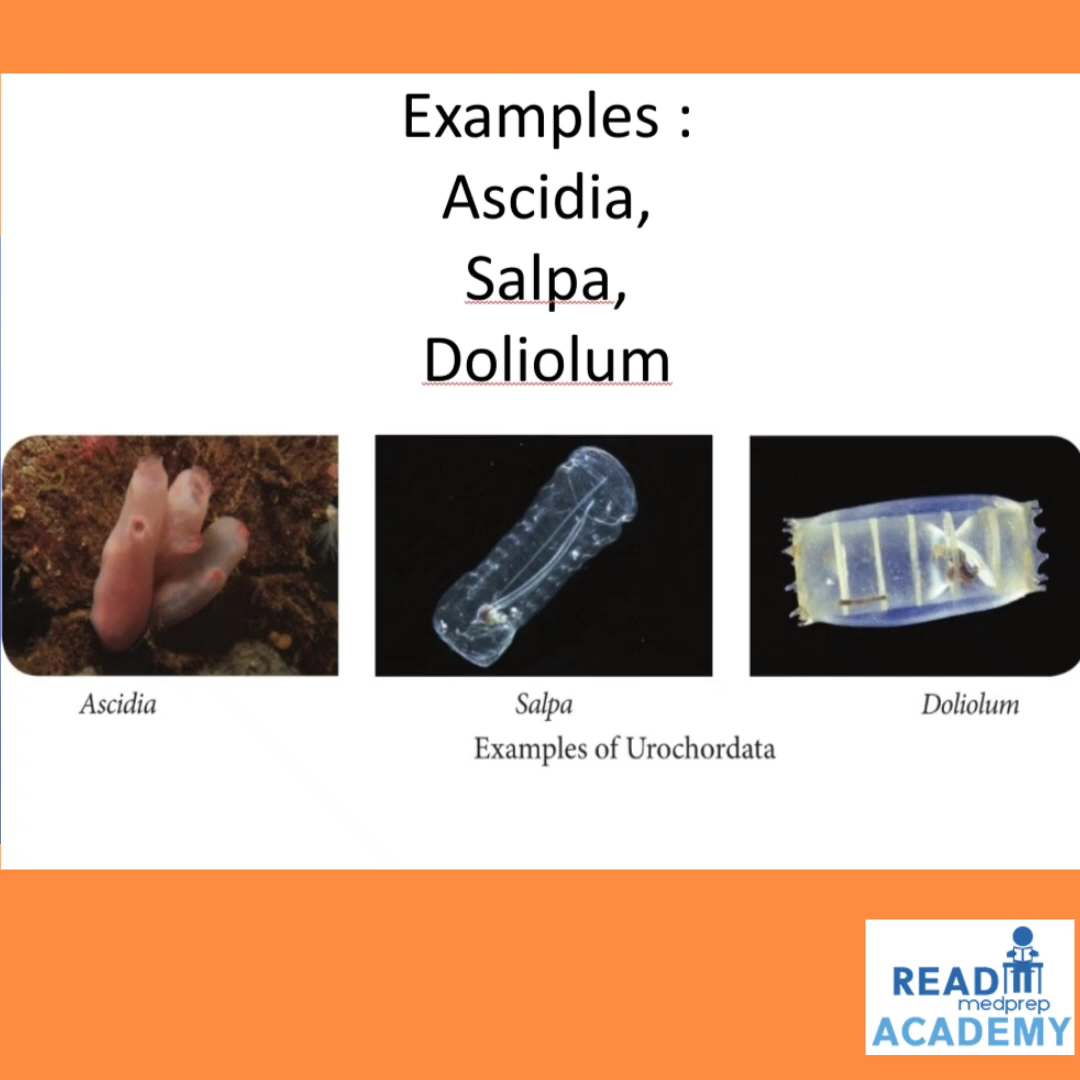 Examples :
Ascidia,
Salpa,
Doliolum
Ascidia
Salpa
Doliolum
Examples of Urochordata
READ
medprep
ACADEMY